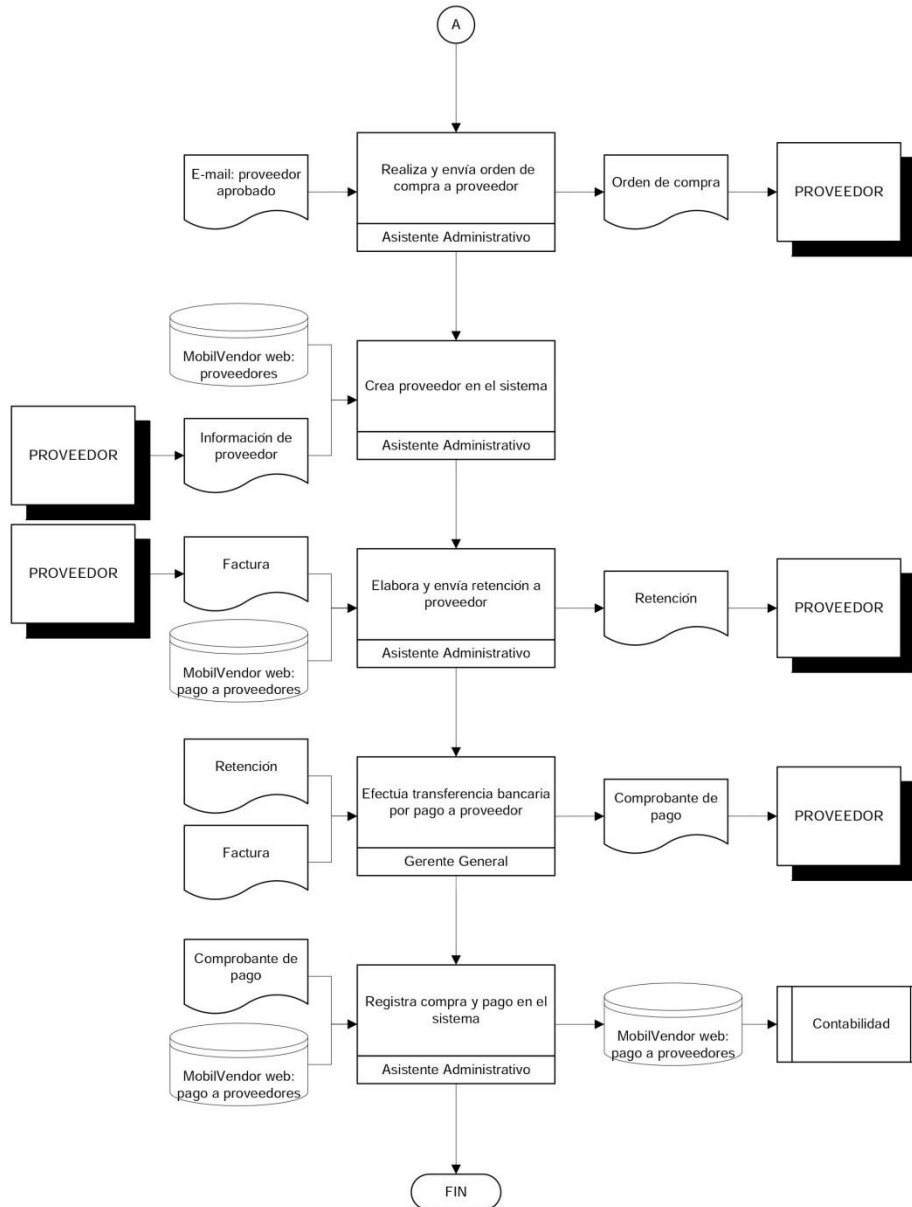 A
E-mail: proveedor
aprobado
Realiza y envía orden de
compra a proveedor
Asistente Administrativo
Orden de compra
PROVEEDOR
MobilVendor web:
proveedores
Crea proveedor en el sistema
Asistente Administrativo
PROVEEDOR
Información de
proveedor
PROVEEDOR
Factura
MobilVendor web:
pago a proveedores
Elabora y envía retención a
proveedor
Asistente Administrativo
Retención
PROVEEDOR
Retención
Factura
Efectúa transferencia bancaria
por pago a proveedor
Gerente General
Comprobante de
pago
PROVEEDOR
Comprobante de
pago
MobilVendor web:
pago a proveedores
Registra compra y pago en el
sistema
Asistente Administrativo
MobilVendor web:
pago a proveedores
Contabilidad
FIN